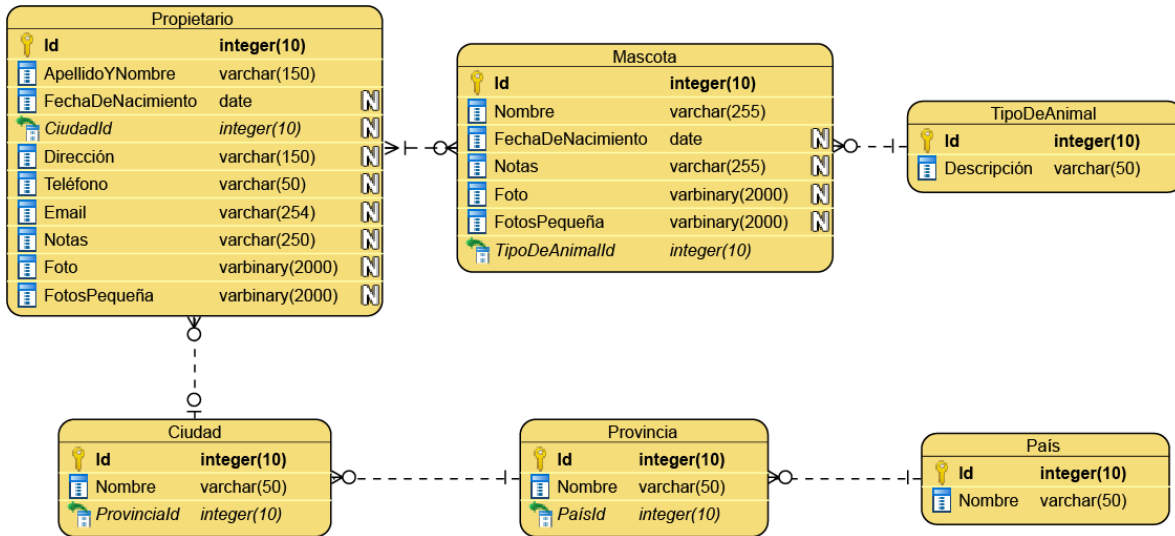 Propietario
Id integer(10)
ApellidoYNombre varchar(150)
FechaDeNacimiento date N
CiudadId integer(10) N
Dirección varchar(150) N
Teléfono varchar(50) N
Email varchar(254) N
Notas varchar(250) N
Foto varbinary(2000) N
FotosPequeña varbinary(2000) N
Mascota
Id integer(10)
Nombre varchar(255)
FechaDeNacimiento date N
Notas varchar(255) N
Foto varbinary(2000) N
FotosPequeña varbinary(2000) N
TipoDeAnimalId integer(10)
TipoDeAnimal
Id integer(10)
Descripción varchar(50)
Ciudad
Id integer(10)
Nombre varchar(50)
ProvinciaId integer(10)
Provincia
Id integer(10)
Nombre varchar(50)
PaísId integer(10)
País
Id integer(10)
Nombre varchar(50)